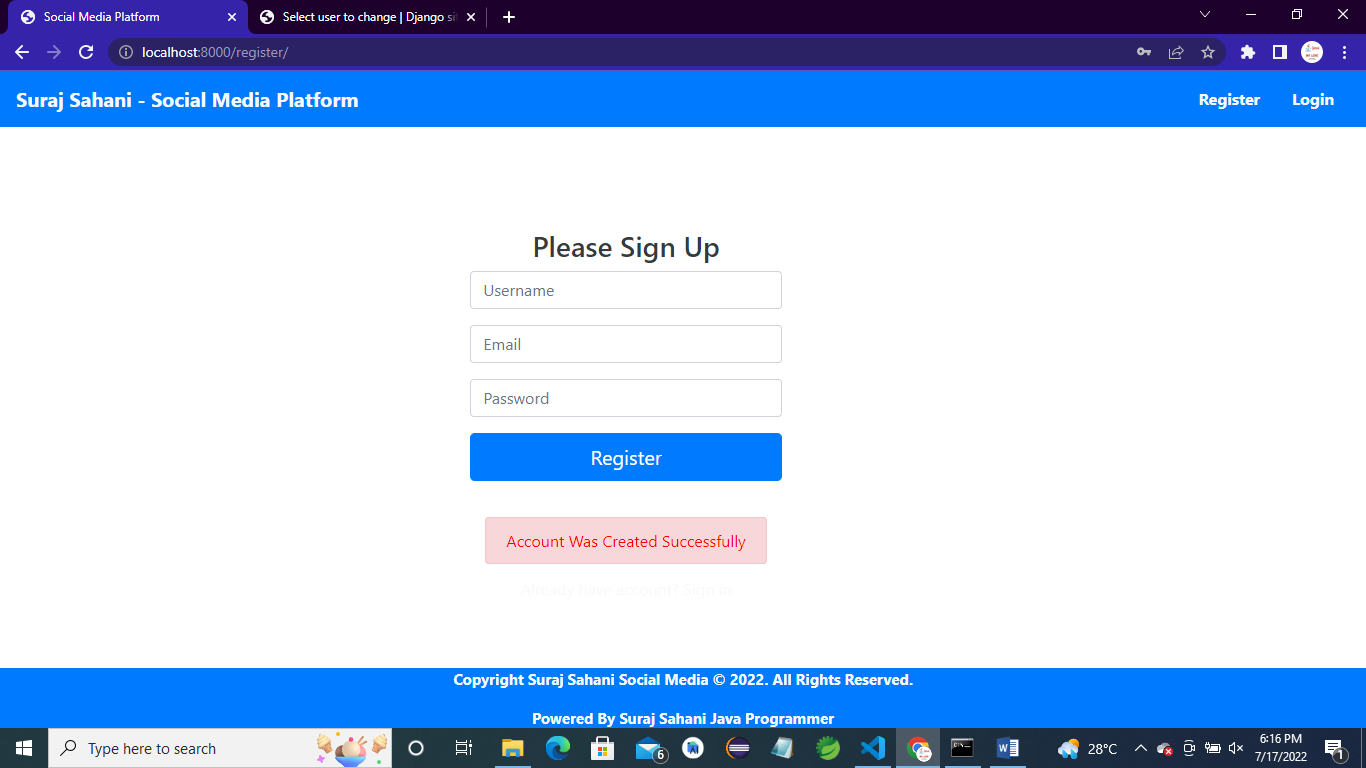 Social Media Platform
Select user to change | Django si
localhost:8000/register/
Suraj Sahani - Social Media Platform
Register
Login
Please Sign Up
Username
Email
Password
Register
Account Was Created Successfully
Already have account? Sign in
Copyright Suraj Sahani Social Media © 2022. All Rights Reserved.
Powered By Suraj Sahani Java Programmer
Type here to search
6
28°C
6:16 PM
7/17/2022
1